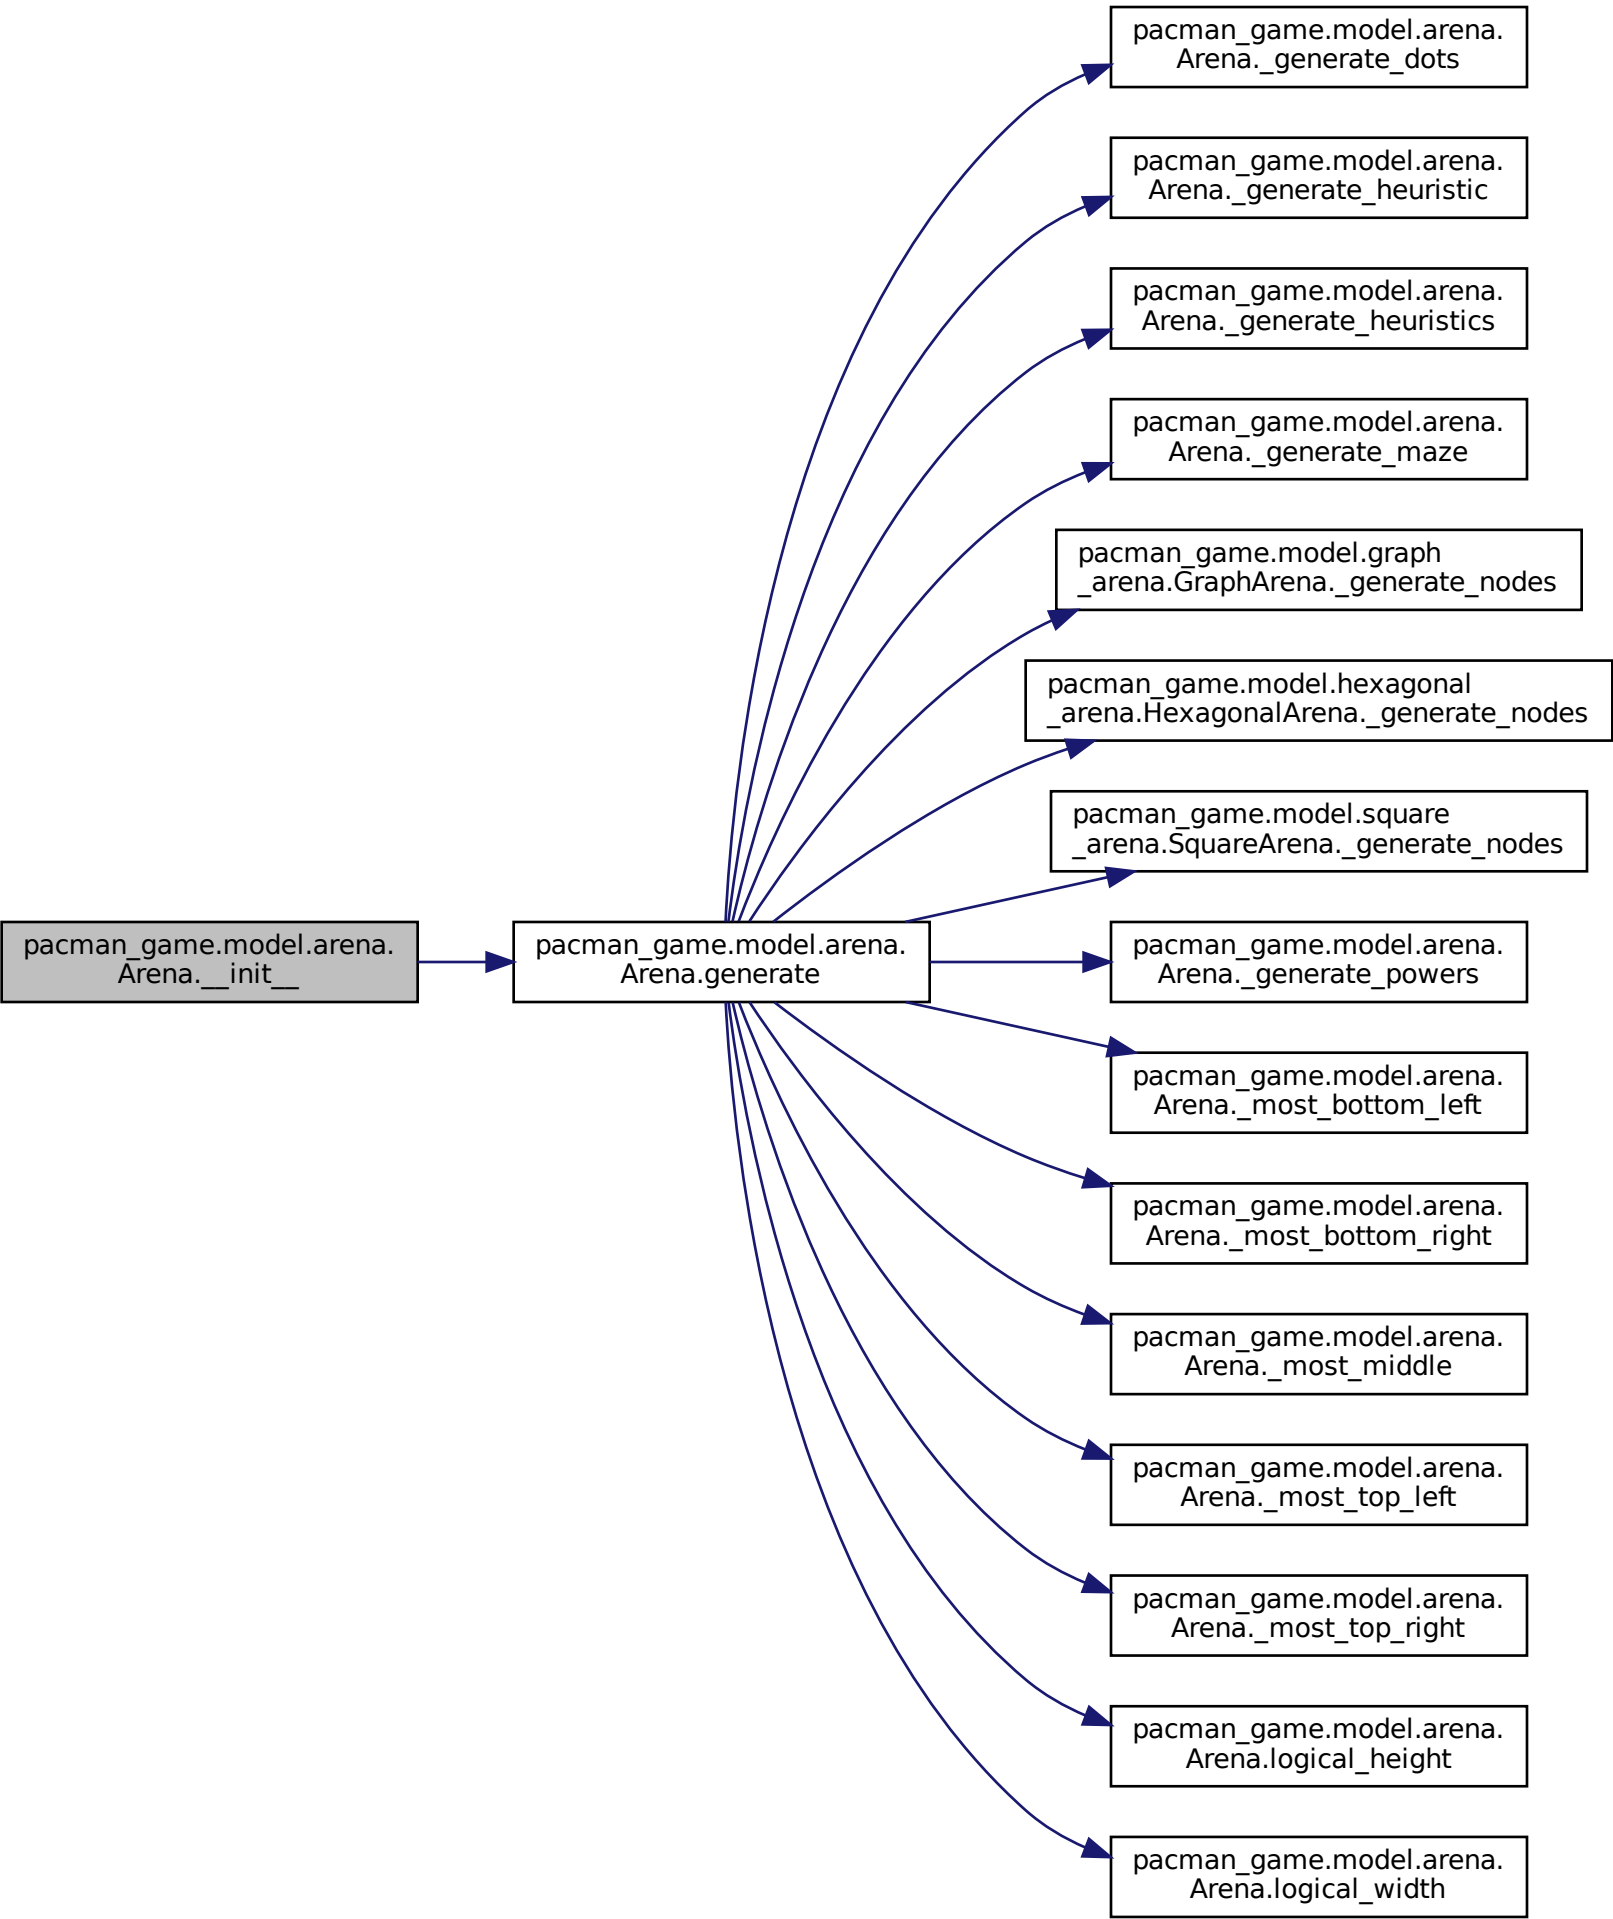 pacman_game.model.arena.
Arena.__init__
pacman_game.model.arena.
Arena.generate
pacman_game.model.arena.
Arena._generate_dots
pacman_game.model.arena.
Arena._generate_heuristic
pacman_game.model.arena.
Arena._generate_heuristics
pacman_game.model.arena.
Arena._generate_maze
pacman_game.model.graph
_arena.GraphArena._generate_nodes
pacman_game.model.hexagonal
_arena.HexagonalArena._generate_nodes
pacman_game.model.square
_arena.SquareArena._generate_nodes
pacman_game.model.arena.
Arena._generate_powers
pacman_game.model.arena.
Arena._most_bottom_left
pacman_game.model.arena.
Arena._most_bottom_right
pacman_game.model.arena.
Arena._most_middle
pacman_game.model.arena.
Arena._most_top_left
pacman_game.model.arena.
Arena._most_top_right
pacman_game.model.arena.
Arena.logical_height
pacman_game.model.arena.
Arena.logical_width